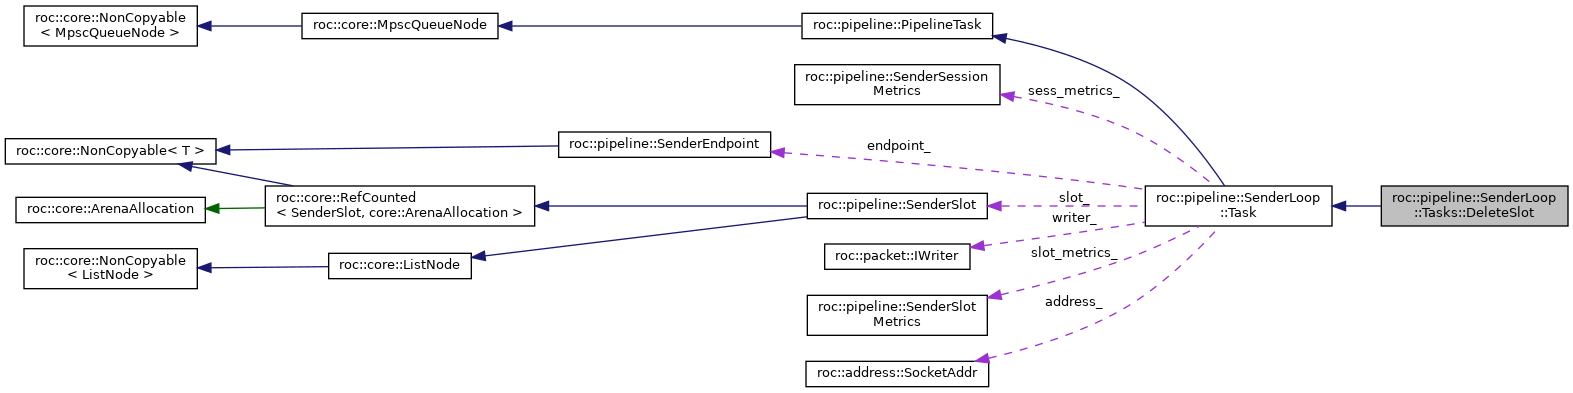 roc::core::NonCopyable
< MpscQueueNode >
roc::core::MpscQueueNode
roc::pipeline::PipelineTask
roc::pipeline::SenderSession
Metrics
sess_metrics_
roc::core::NonCopyable< T >
roc::pipeline::SenderEndpoint
endpoint_
roc::core::ArenaAllocation
roc::core::RefCounted
< SenderSlot, core::ArenaAllocation >
roc::pipeline::SenderSlot
slot_
writer_
roc::pipeline::SenderLoop
::Task
roc::pipeline::SenderLoop
::Tasks::DeleteSlot
roc::core::NonCopyable
< ListNode >
roc::core::ListNode
roc::packet::IWriter
slot_metrics_
roc::pipeline::SenderSlot
Metrics
address_
roc::address::SocketAddr